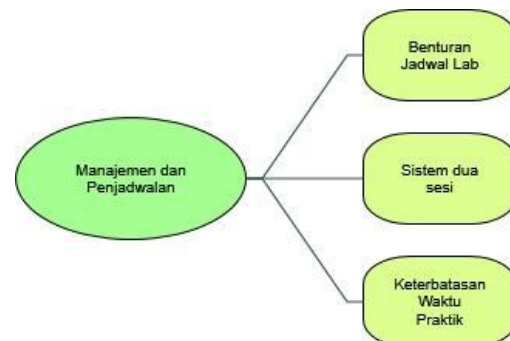 Benturan
Jadwal Lab
Manajemen dan
Penjadwalan
Sistem dua
sesi
Keterbatasan
Waktu
Praktik